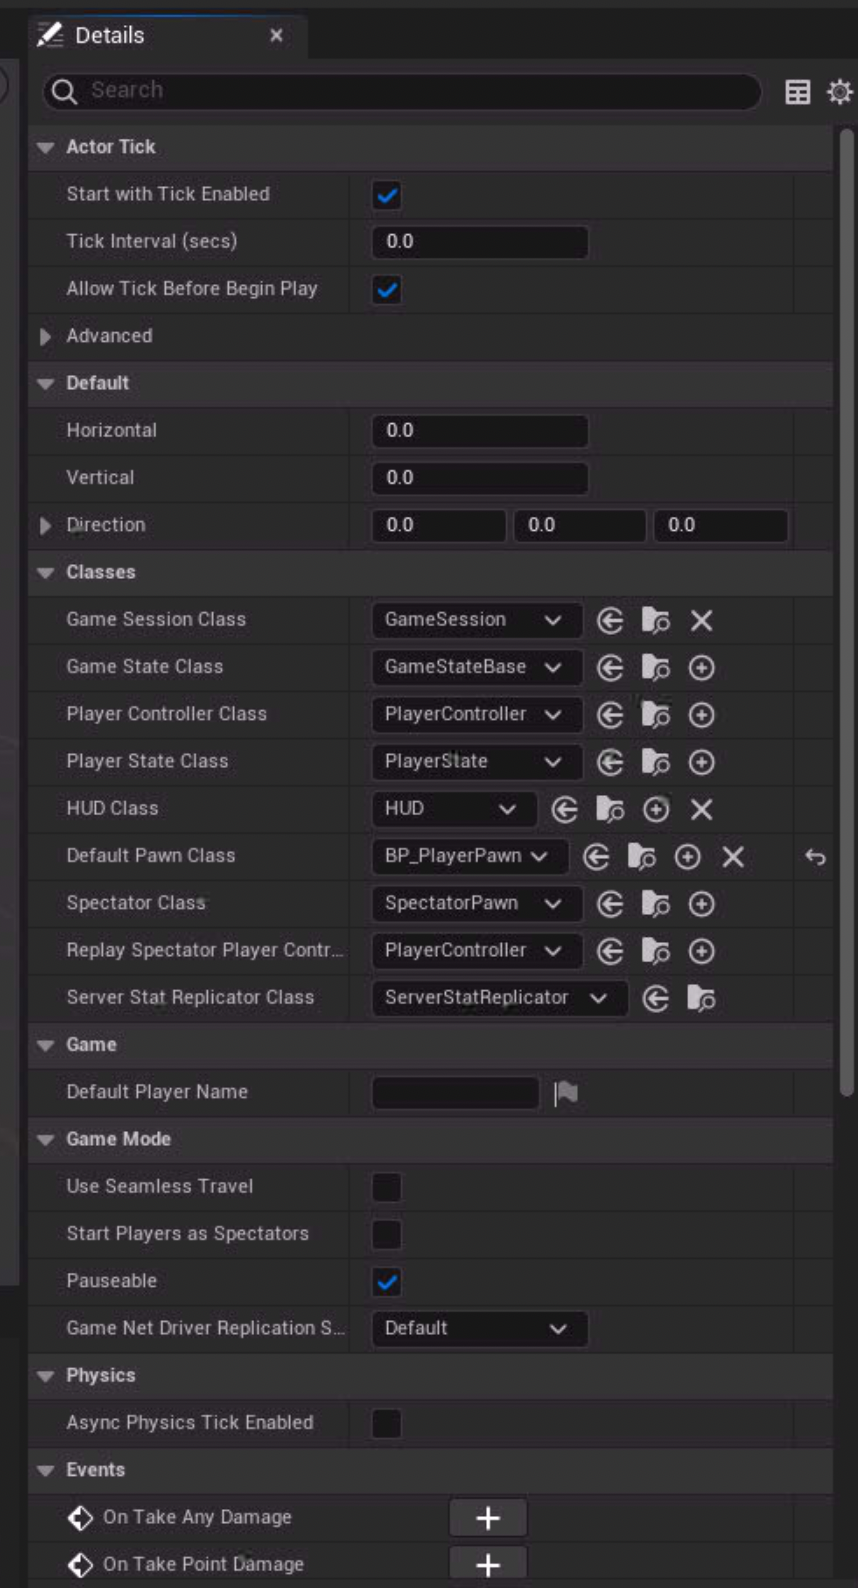 Details
Search
Actor Tick
Start with Tick Enabled
Tick Interval (secs) 0.0
Allow Tick Before Begin Play
Advanced
Default
Horizontal 0.0
Vertical 0.0
Direction 0.0 0.0 0.0
Classes
Game Session Class GameSession
Game State Class GameStateBase
Player Controller Class PlayerController
Player State Class PlayerState
HUD Class HUD
Default Pawn Class BP_PlayerPawn
Spectator Class SpectatorPawn
Replay Spectator Player Contr... PlayerController
Server Stat Replicator Class ServerStatReplicator
Game
Default Player Name
Game Mode
Use Seamless Travel
Start Players as Spectators
Pauseable
Game Net Driver Replication S... Default
Physics
Async Physics Tick Enabled
Events
On Take Any Damage
On Take Point Damage